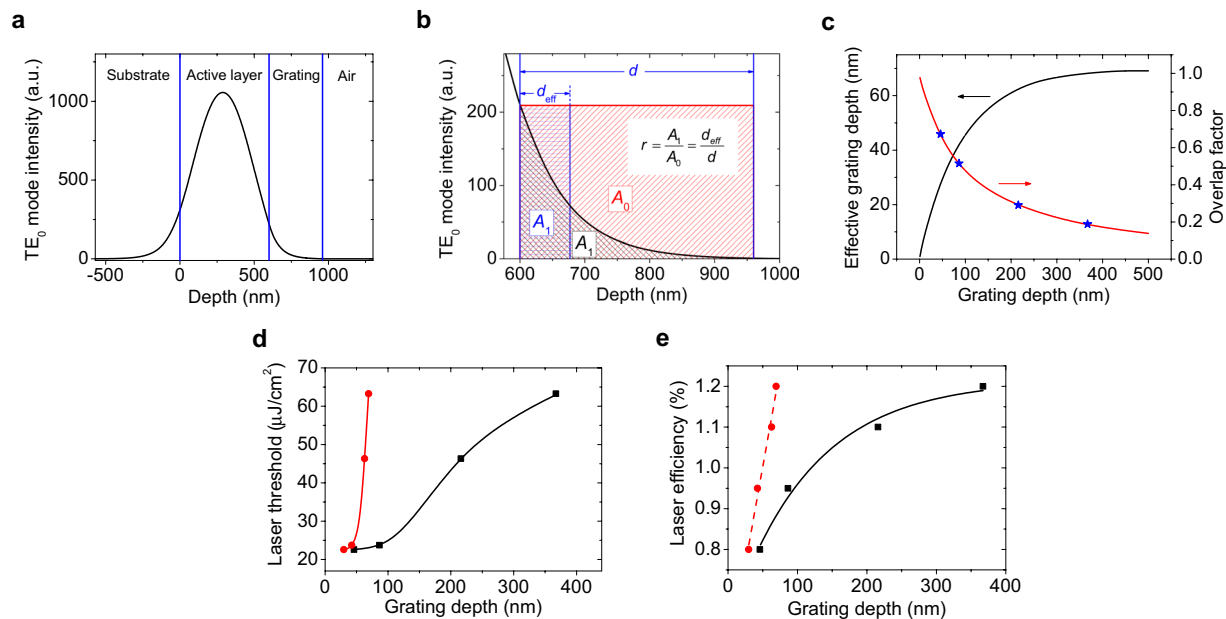 a
TE0 mode intensity (a.u.)
1000
500
0
Substrate
Active layer
Grating
Air
-500
0
500
1000
Depth (nm)
b
TE0 mode intensity (a.u.)
200
100
0
d
deff
r = A1/A0 = deff/d
A0
A1
A1
600
700
800
900
1000
Depth (nm)
c
Effective grating depth (nm)
60
40
20
0
1.0
0.8
0.6
0.4
0.2
0.0
Overlap factor
0
100
200
300
400
500
Grating depth (nm)
d
Laser threshold (μJ/cm²)
70
60
50
40
30
20
0
100
200
300
400
Grating depth (nm)
e
Laser efficiency (%)
1.2
1.1
1.0
0.9
0.8
0
100
200
300
400
Grating depth (nm)